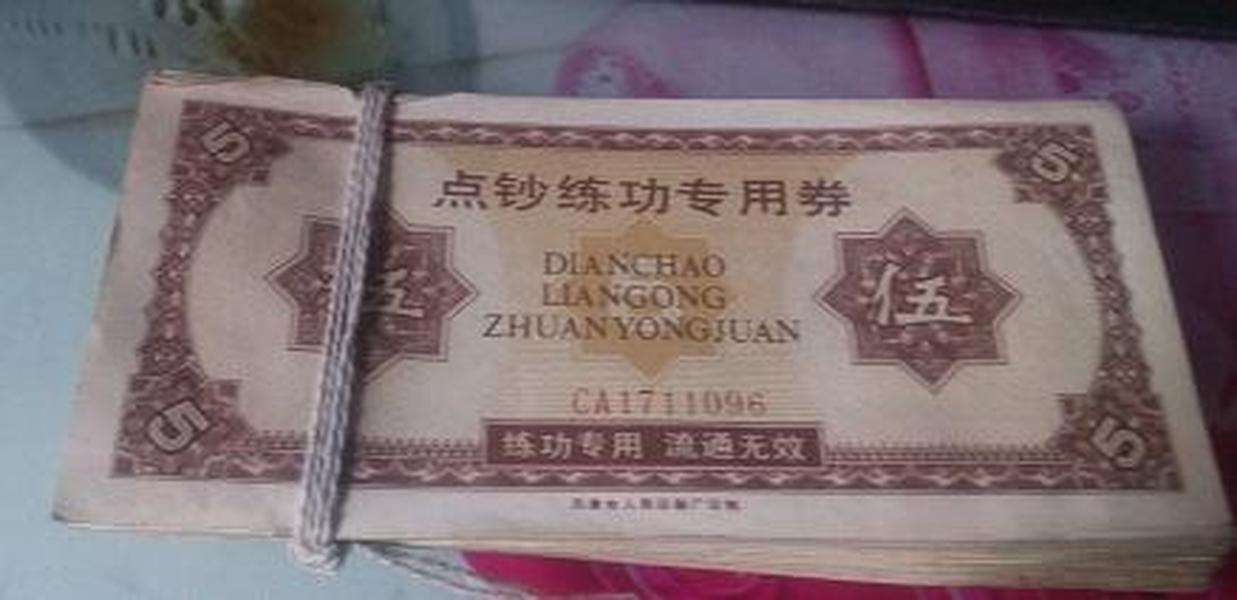 5 5
点钞练功专用券
DIANCHAO
LIANGONG
ZHUANYONGJUAN
伍 伍
CA1711096
练功专用 流通无效
5 5